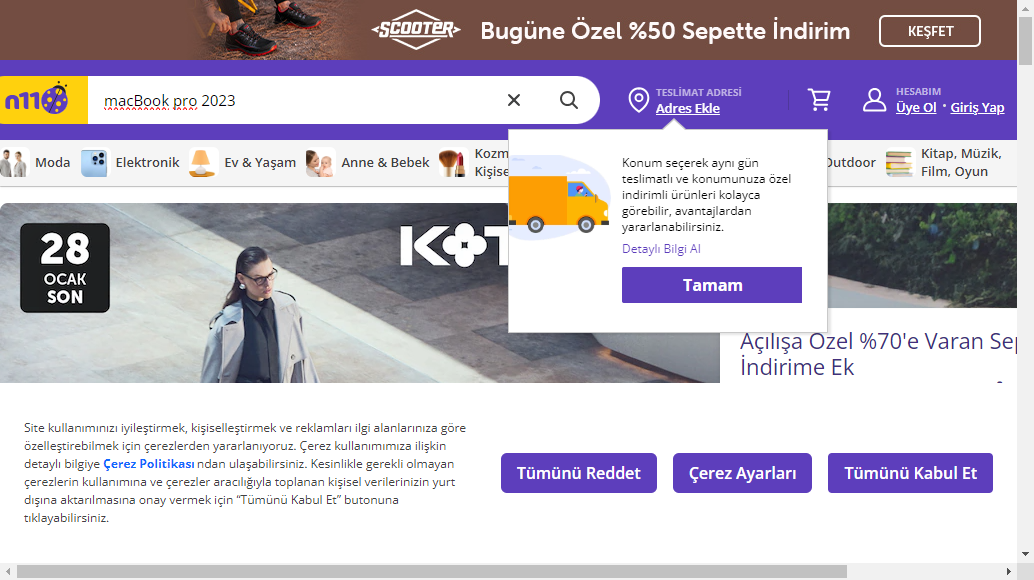 SCOOTER
Bugüne Özel %50 Sepette İndirim
KEŞFET
n11
macBook pro 2023
TESLİMAT ADRESİ
Adres Ekle
HESABIM
Üye Ol · Giriş Yap
Moda
Elektronik
Ev & Yaşam
Anne & Bebek
Kozm
Kişise
Outdoor
Kitap, Müzik,
Film, Oyun
Konum seçerek aynı gün
teslimatlı ve konumunuza özel
indirimli ürünleri kolayca
görebilir, avantajlardan
yararlanabilirsiniz.
Detaylı Bilgi Al
Tamam
28
OCAK
SON
KOT
Açılışa Özel %70'e Varan Sep
İndirime Ek
Site kullanımınızı iyileştirmek, kişiselleştirmek ve reklamları ilgi alanlarınıza göre
özelleştirebilmek için çerezlerden yararlanıyoruz. Çerez kullanımımıza ilişkin
detaylı bilgiye Çerez Politikası ndan ulaşabilirsiniz. Kesinlikle gerekli olmayan
çerezlerin kullanımına ve çerezler aracılığıyla toplanan kişisel verilerinizin yurt
dışına aktarılmasına onay vermek için “Tümünü Kabul Et” butonuna
tıklayabilirsiniz.
Tümünü Reddet
Çerez Ayarları
Tümünü Kabul Et